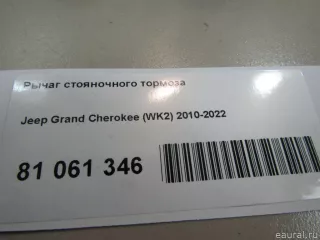 Рычаг стояночного тормоза
Jeep Grand Cherokee (WK2) 2010-2022
81 061 346
eaural.ru